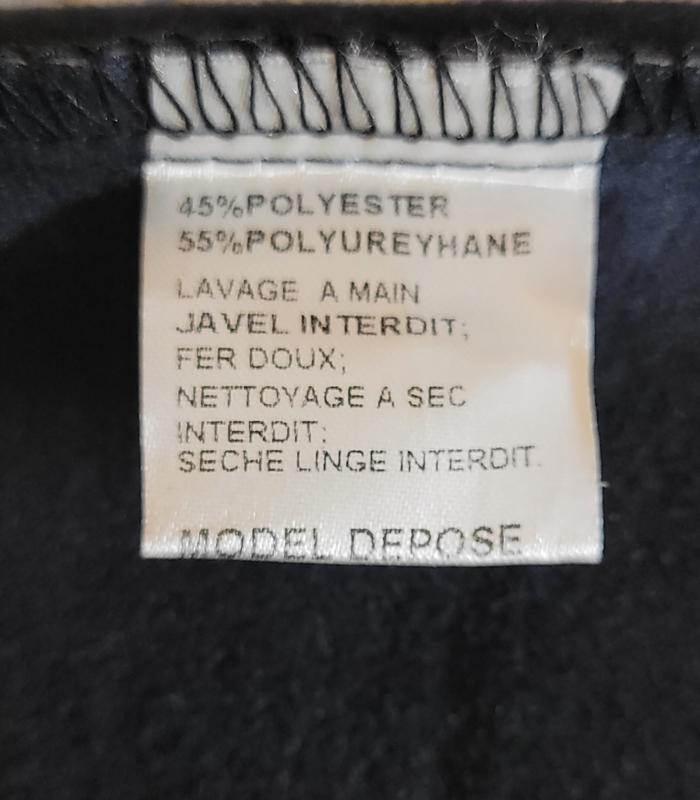 45%POLYESTER
55%POLYUREYHANE
LAVAGE A MAIN
JAVEL INTERDIT;
FER DOUX;
NETTOYAGE A SEC
INTERDIT:
SECHE LINGE INTERDIT.
MODEL DEPOSE